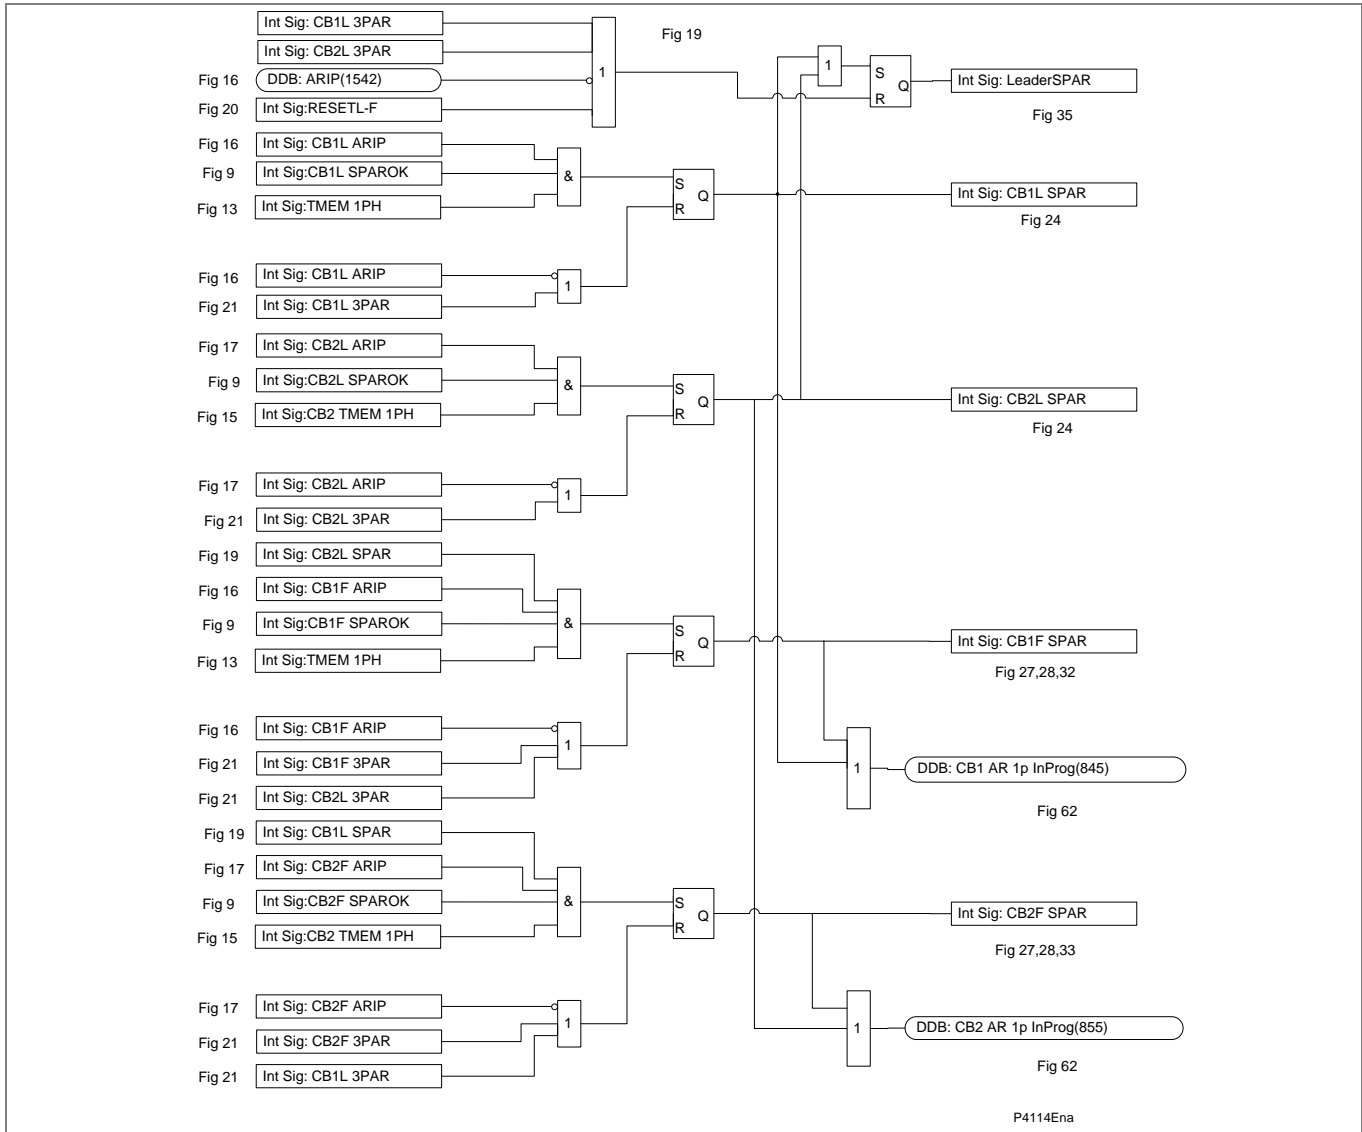 Int Sig: CB1L 3PAR
Fig 19
Int Sig: CB2L 3PAR
Fig 16 DDB: ARIP(1542)
1
1
S
R
Q
Int Sig: LeaderSPAR
Fig 20 Int Sig:RESETL-F
Fig 35
Fig 16 Int Sig: CB1L ARIP
Fig 9 Int Sig:CB1L SPAROK
&
S
R
Q
Int Sig: CB1L SPAR
Fig 13 Int Sig:TMEM 1PH
Fig 24
Fig 16 Int Sig: CB1L ARIP
1
Fig 21 Int Sig: CB1L 3PAR
Fig 17 Int Sig: CB2L ARIP
Fig 9 Int Sig:CB2L SPAROK
&
S
R
Q
Int Sig: CB2L SPAR
Fig 15 Int Sig:CB2 TMEM 1PH
Fig 24
Fig 17 Int Sig: CB2L ARIP
1
Fig 21 Int Sig: CB2L 3PAR
Fig 19 Int Sig: CB2L SPAR
Fig 16 Int Sig: CB1F ARIP
Fig 9 Int Sig:CB1F SPAROK
&
S
R
Q
Int Sig: CB1F SPAR
Fig 13 Int Sig:TMEM 1PH
Fig 27,28,32
Fig 16 Int Sig: CB1F ARIP
1
Fig 21 Int Sig: CB1F 3PAR
1
DDB: CB1 AR 1p InProg(845)
Fig 21 Int Sig: CB2L 3PAR
Fig 62
Fig 19 Int Sig: CB1L SPAR
Fig 17 Int Sig: CB2F ARIP
Fig 9 Int Sig:CB2F SPAROK
&
S
R
Q
Int Sig: CB2F SPAR
Fig 15 Int Sig:CB2 TMEM 1PH
Fig 27,28,33
Fig 17 Int Sig: CB2F ARIP
1
Fig 21 Int Sig: CB2F 3PAR
1
DDB: CB2 AR 1p InProg(855)
Fig 21 Int Sig: CB1L 3PAR
Fig 62
P4114Ena